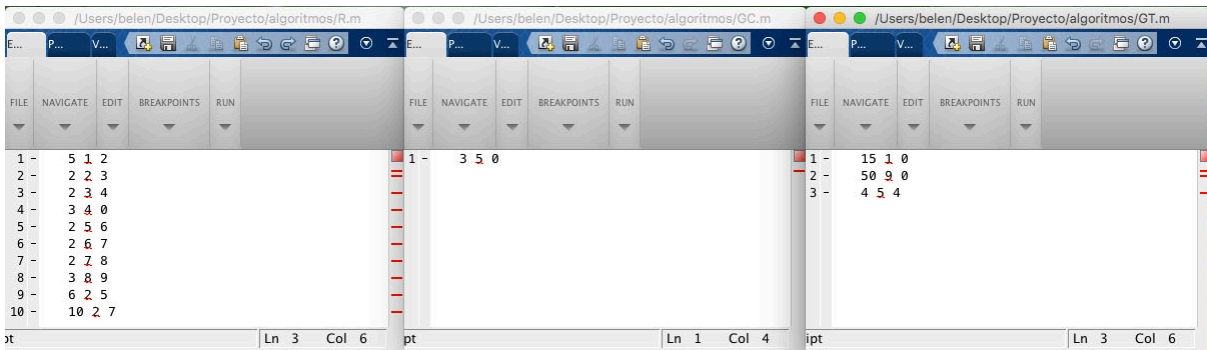 /Users/belen/Desktop/Proyecto/algoritmos/R.m
E... P... V...
FILE NAVIGATE EDIT BREAKPOINTS RUN
1 - 5 1 2
2 - 2 2 3
3 - 2 3 4
4 - 3 4 0
5 - 2 5 6
6 - 2 6 7
7 - 2 7 8
8 - 3 8 9
9 - 6 2 5
10 - 10 2 7
pt Ln 3 Col 6
/Users/belen/Desktop/Proyecto/algoritmos/GC.m
E... P... V...
FILE NAVIGATE EDIT BREAKPOINTS RUN
1 - 3 5 0
pt Ln 1 Col 4
/Users/belen/Desktop/Proyecto/algoritmos/GT.m
E... P... V...
FILE NAVIGATE EDIT BREAKPOINTS RUN
1 - 15 1 0
2 - 50 9 0
3 - 4 5 4
ipt Ln 3 Col 6